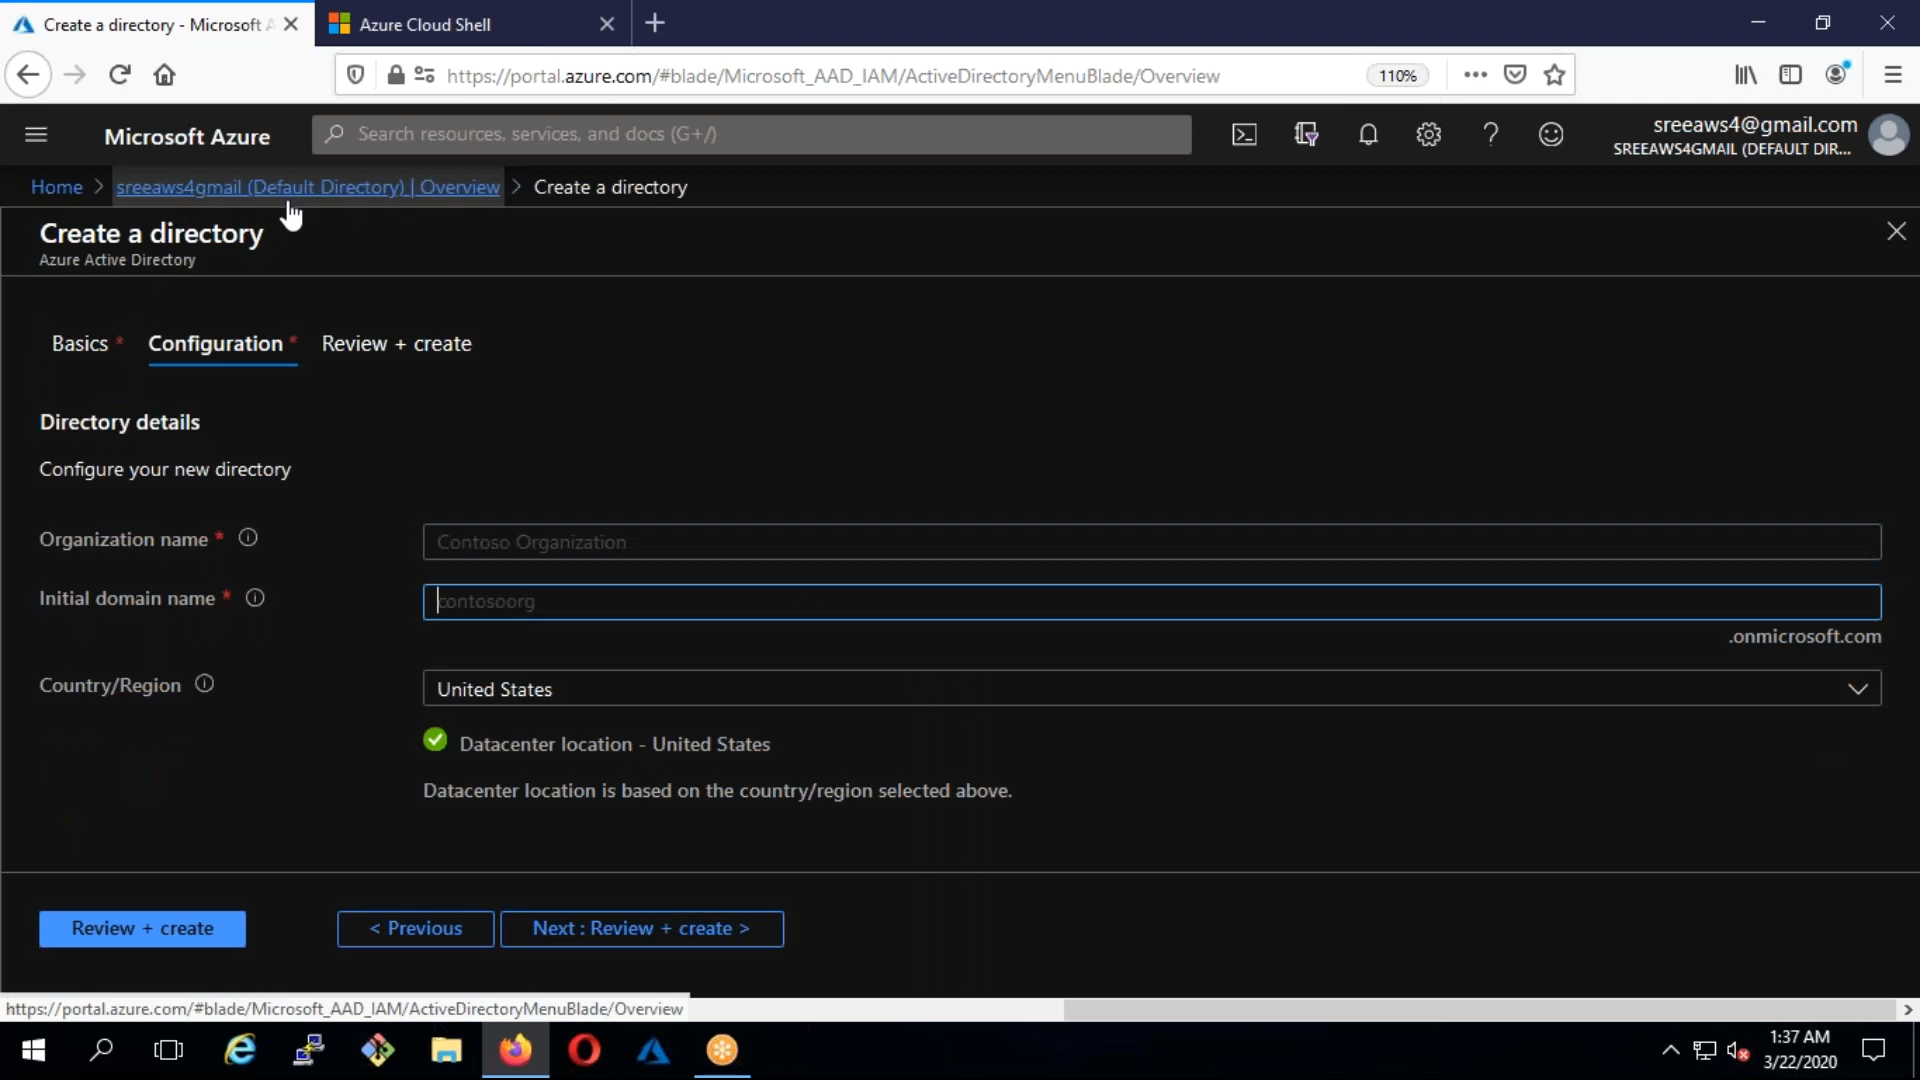 Create a directory - Microsoft A
Azure Cloud Shell
https://portal.azure.com/#blade/Microsoft_AAD_IAM/ActiveDirectoryMenuBlade/Overview
110%
Microsoft Azure
Search resources, services, and docs (G+/)
sreeaws4@gmail.com
SREEAWS4GMAIL (DEFAULT DIR...
Home > sreeaws4gmail (Default Directory) | Overview > Create a directory
Create a directory
Azure Active Directory
Basics *
Configuration *
Review + create
Directory details
Configure your new directory
Organization name *
Contoso Organization
Initial domain name *
contosoorg
.onmicrosoft.com
Country/Region
United States
Datacenter location - United States
Datacenter location is based on the country/region selected above.
Review + create
< Previous
Next : Review + create >
https://portal.azure.com/#blade/Microsoft_AAD_IAM/ActiveDirectoryMenuBlade/Overview
1:37 AM
3/22/2020